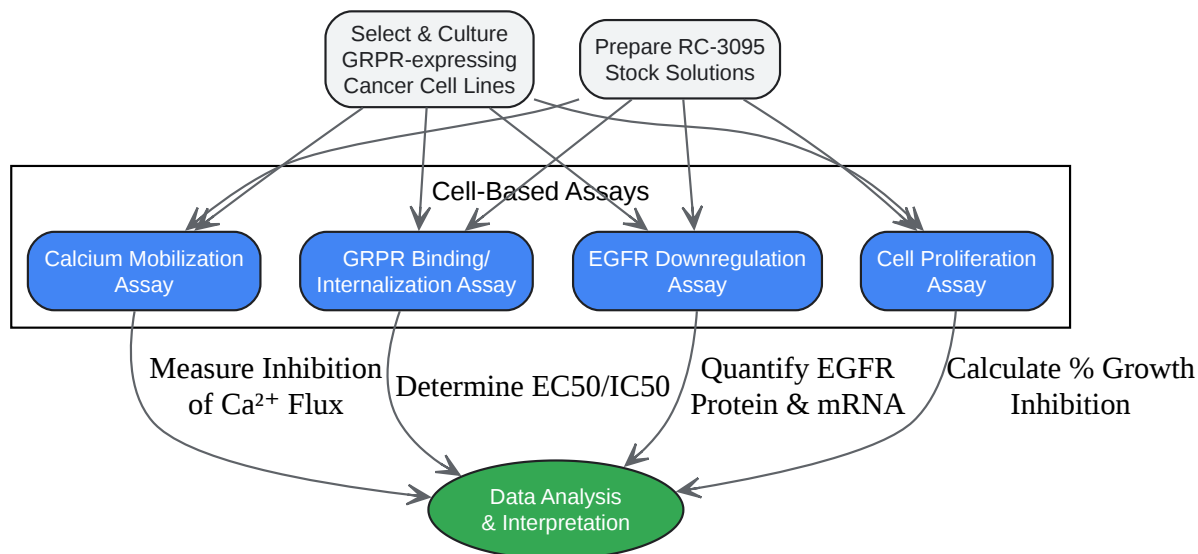 Select & Culture
GRPR-expressing
Cancer Cell Lines
Prepare RC-3095
Stock Solutions
Cell-Based Assays
Calcium Mobilization
Assay
GRPR Binding/
Internalization Assay
EGFR Downregulation
Assay
Cell Proliferation
Assay
Measure Inhibition
of Ca²⁺ Flux
Determine EC50/IC50
Quantify EGFR
Protein & mRNA
Calculate % Growth
Inhibition
Data Analysis
& Interpretation